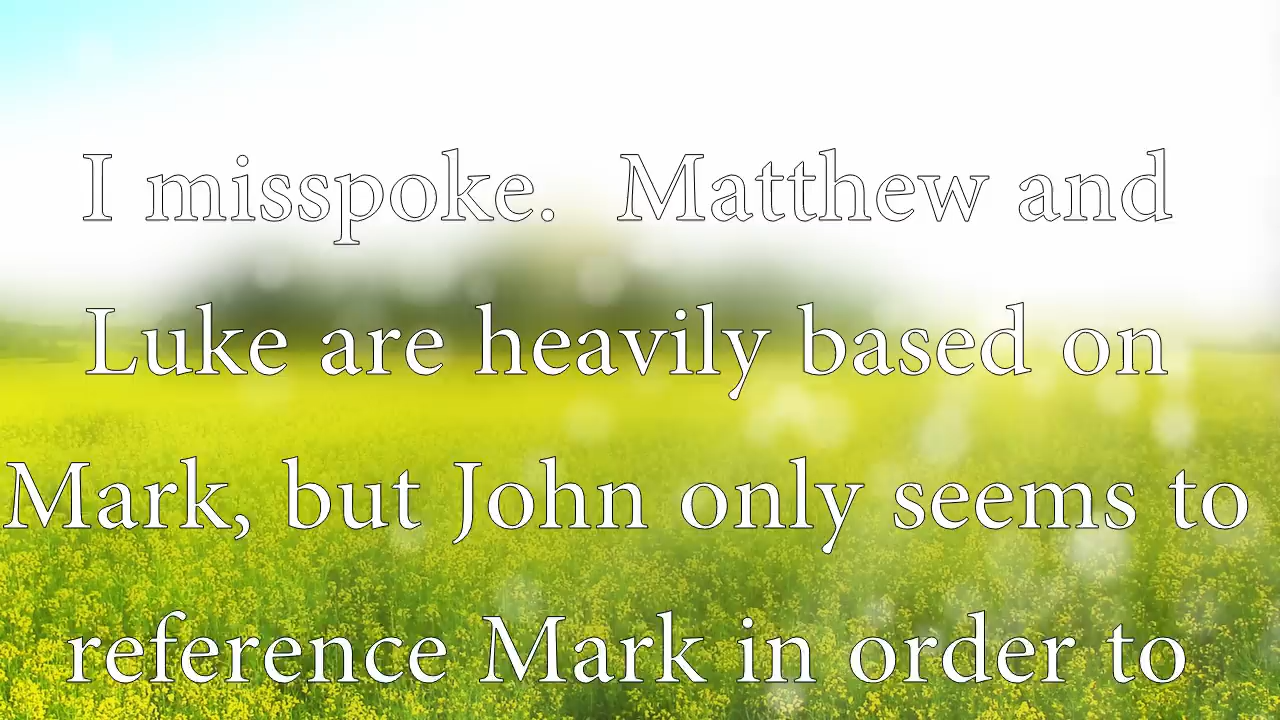 I misspoke.  Matthew and
Luke are heavily based on
Mark, but John only seems to
reference Mark in order to